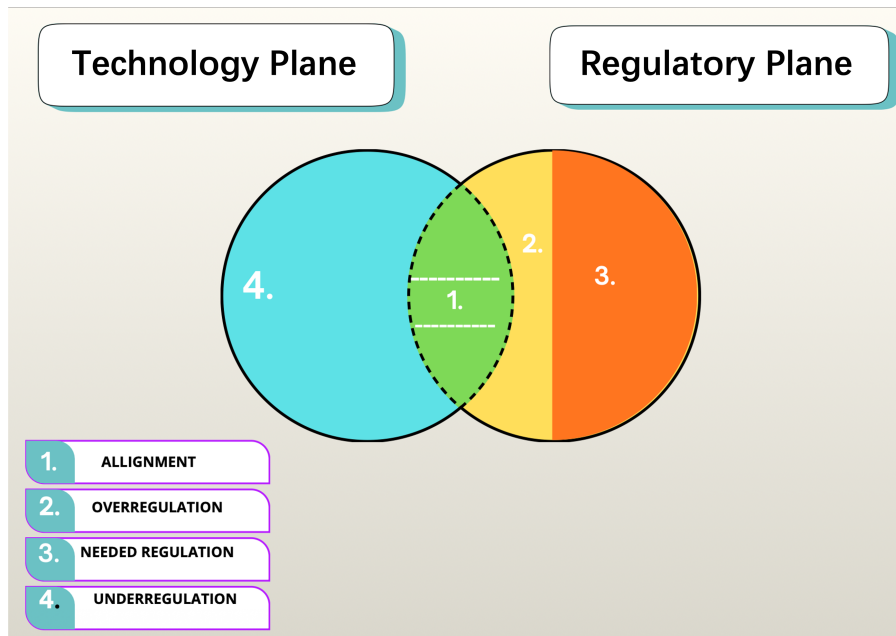 Technology Plane
Regulatory Plane
2.
4.
3.
1.
1. ALLIGNMENT
2. OVERREGULATION
3. NEEDED REGULATION
4. UNDERREGULATION